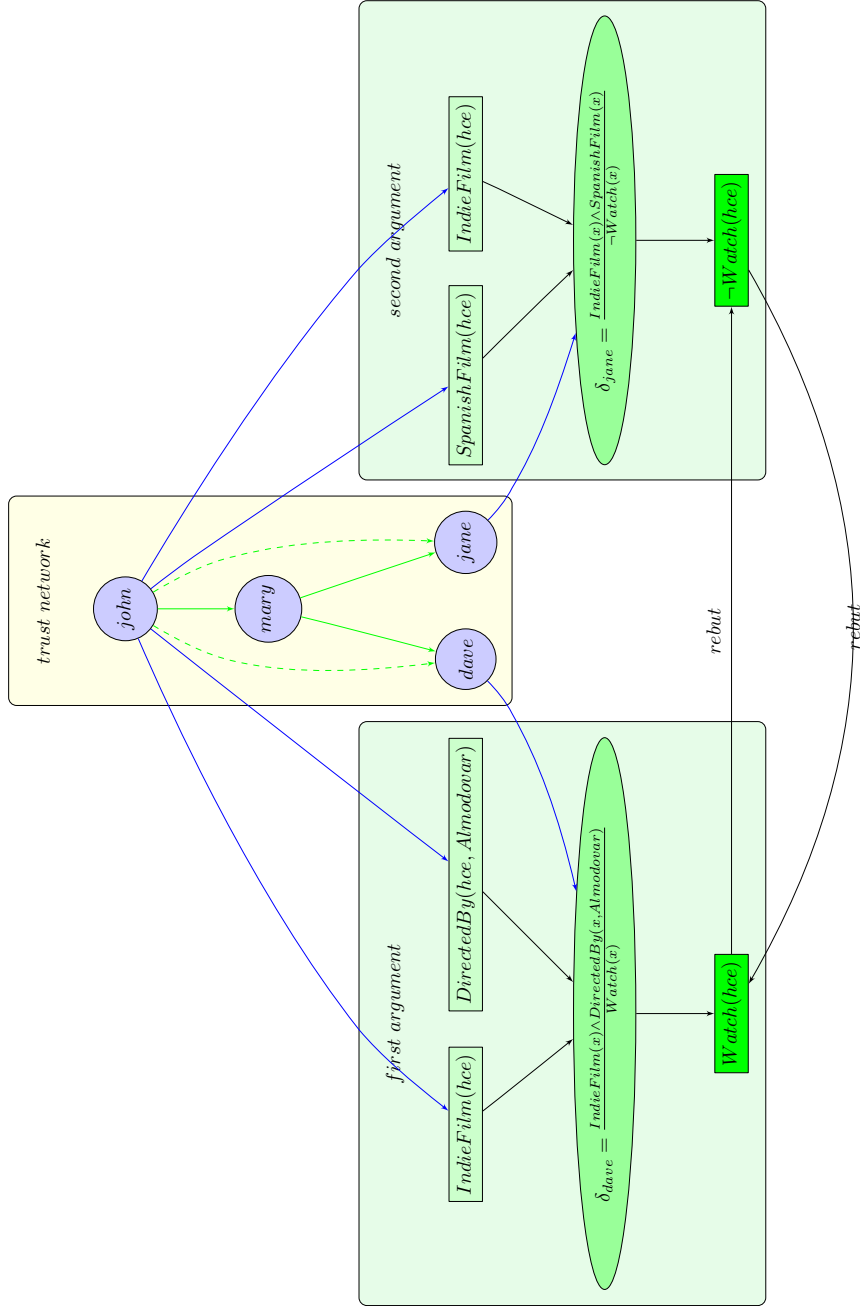 trust network
john
mary
dave
jane
first argument
IndieFilm(hce)
DirectedBy(hce, Almodovar)
δ_dave = IndieFilm(x)∧DirectedBy(x,Almodovar) / Watch(x)
Watch(hce)
second argument
SpanishFilm(hce)
IndieFilm(hce)
δ_jane = IndieFilm(x)∧SpanishFilm(x) / ¬Watch(x)
¬Watch(hce)
rebut
rebut